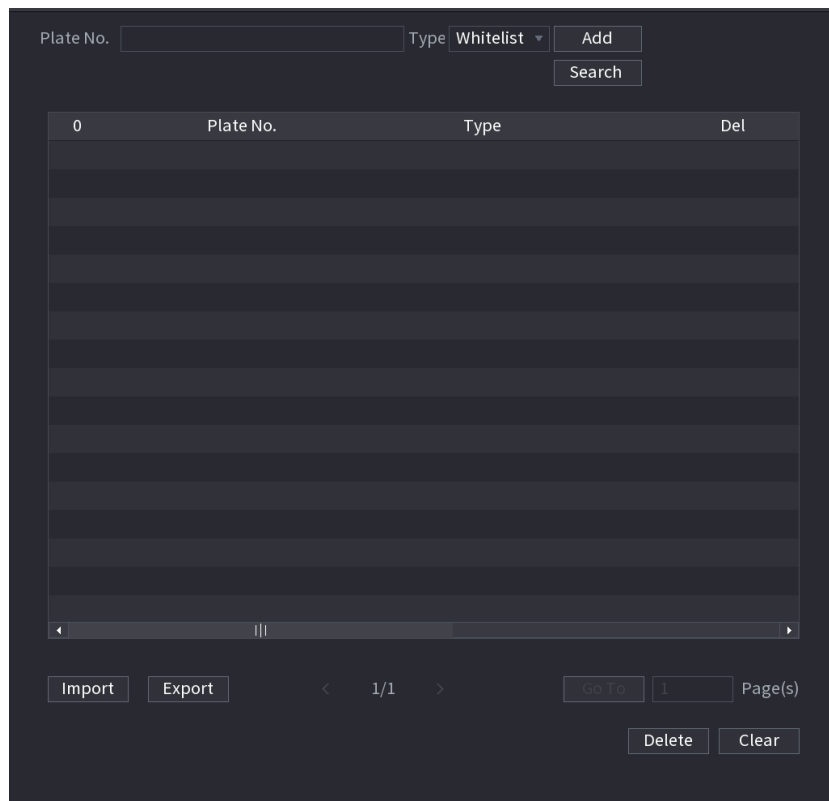 Plate No. Type Whitelist Add
Search
0 Plate No. Type Del
Import Export < 1/1 > Go To 1 Page(s)
Delete Clear